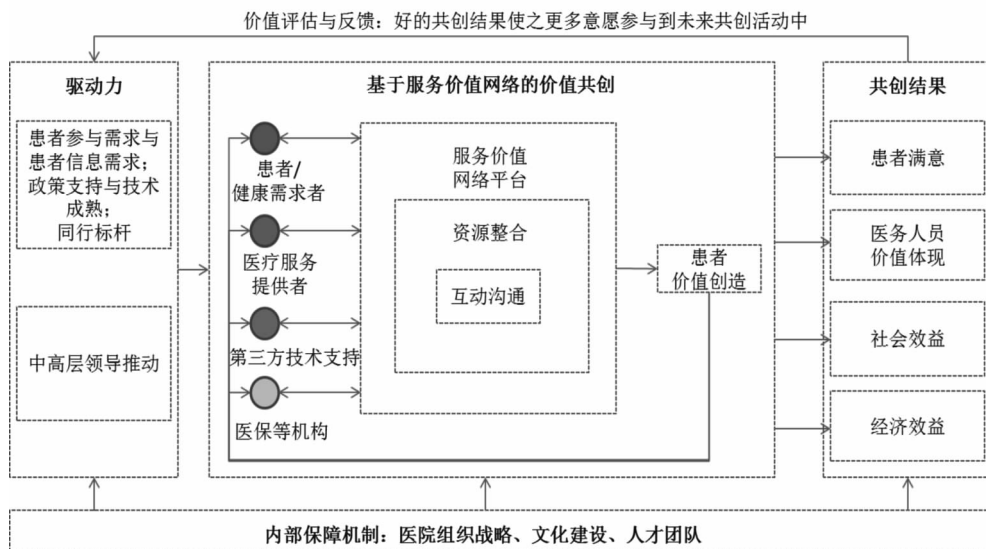 价值评估与反馈：好的共创结果使之更多意愿参与到未来共创活动中
驱动力
患者参与需求与
患者信息需求；
政策支持与技术
成熟；
同行标杆
中高层领导推动
基于服务价值网络的价值共创
患者/
健康需求者
医疗服务
提供者
第三方技术支持
医保等机构
服务价值
网络平台
资源整合
互动沟通
患者
价值创造
共创结果
患者满意
医务人员
价值体现
社会效益
经济效益
内部保障机制：医院组织战略、文化建设、人才团队